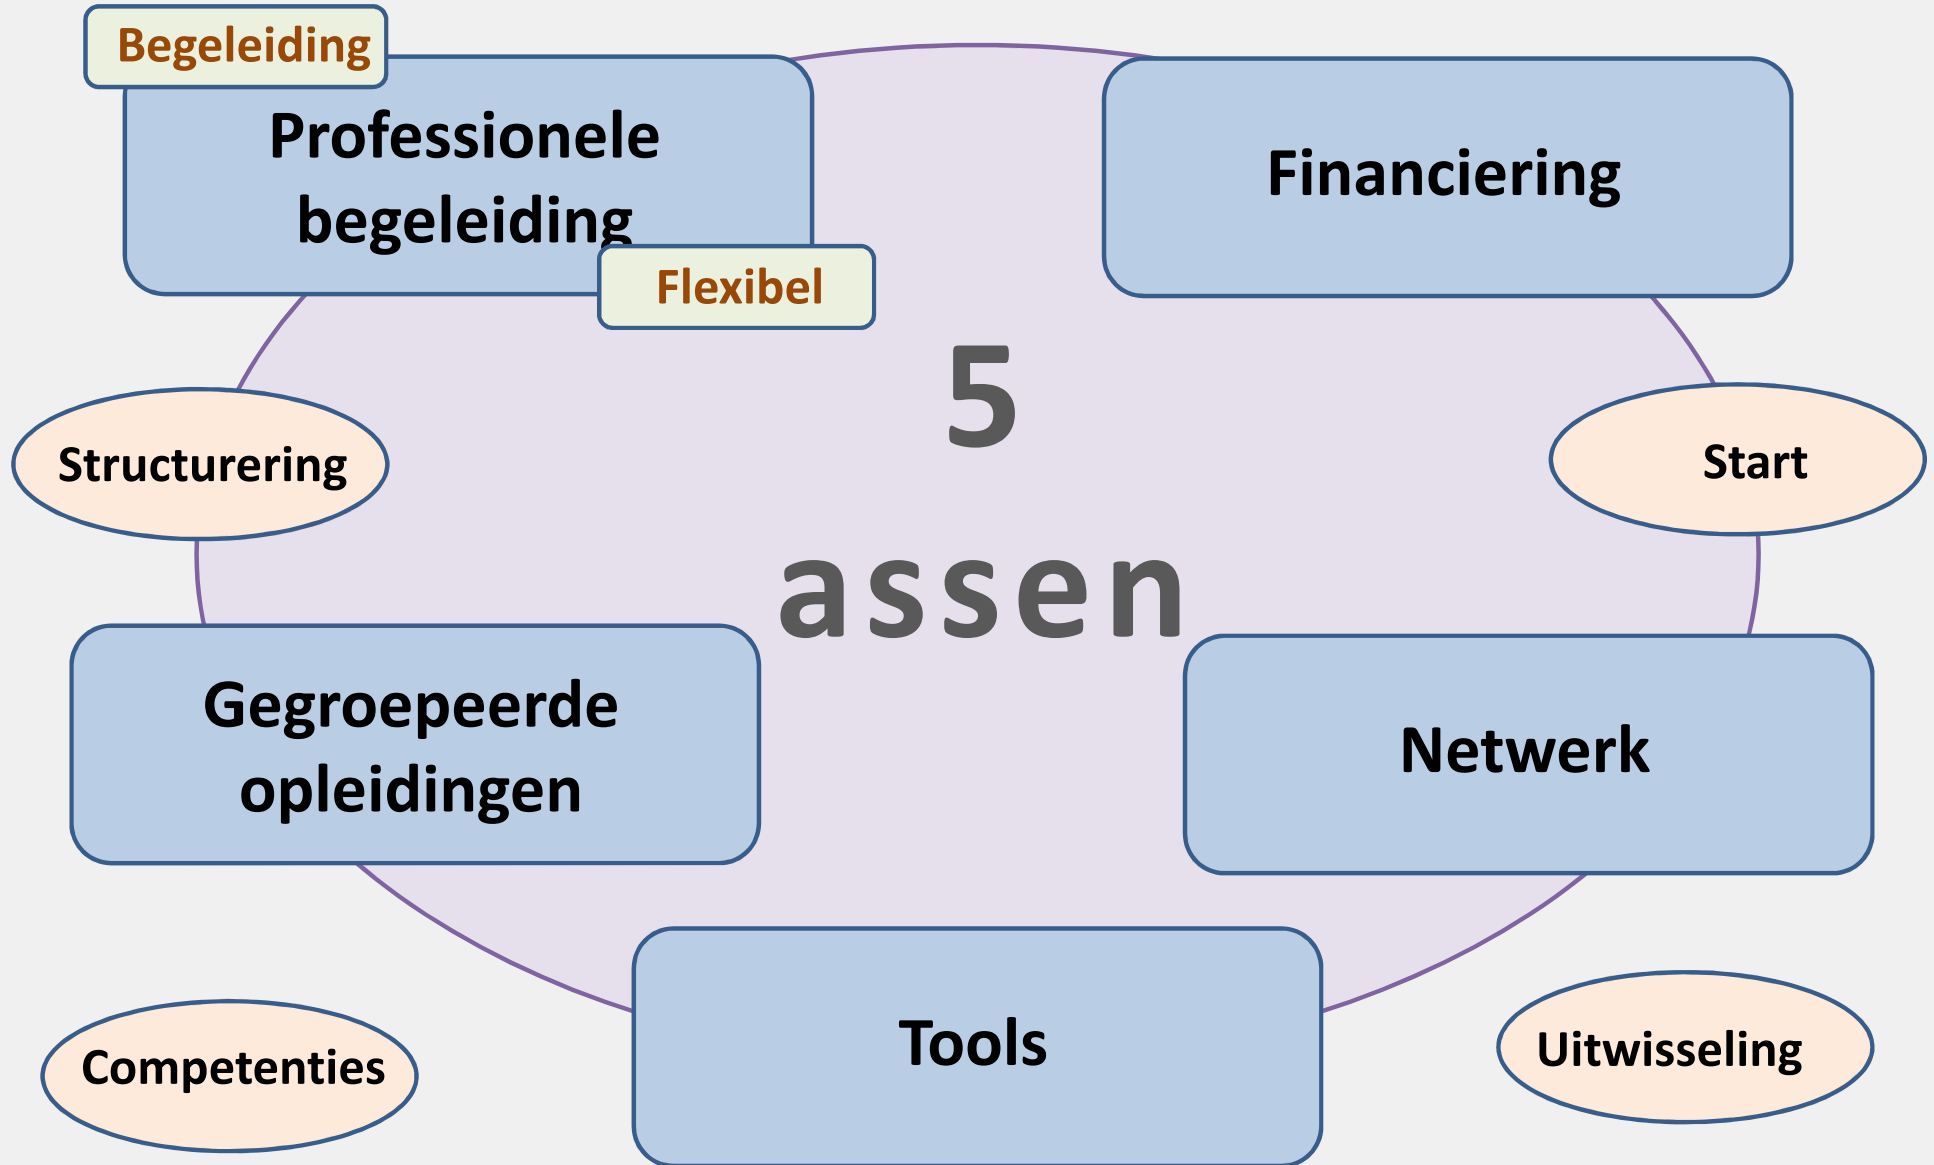 Begeleiding
Professionele
begeleiding
Flexibel
Financiering
5
assen
Structurering
Start
Gegroepeerde
opleidingen
Netwerk
Tools
Competenties
Uitwisseling